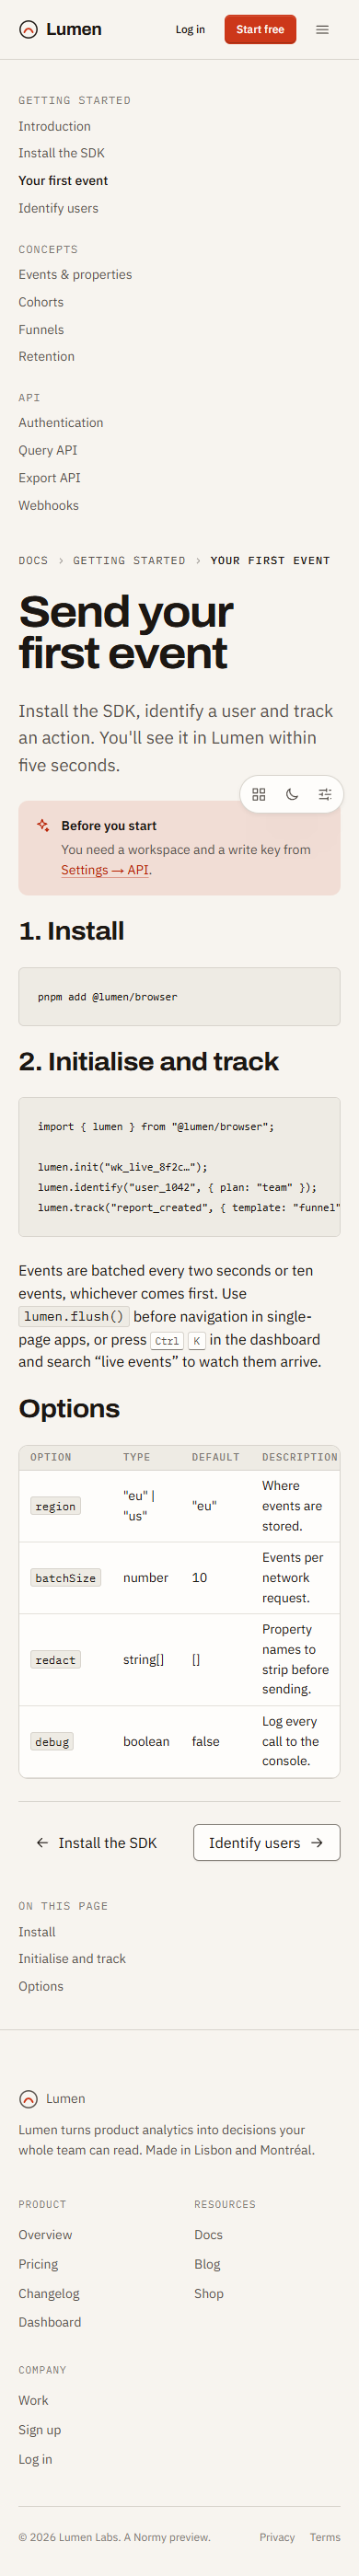 Lumen
Log in
Start free
GETTING STARTED
Introduction
Install the SDK
Your first event
Identify users
CONCEPTS
Events & properties
Cohorts
Funnels
Retention
API
Authentication
Query API
Export API
Webhooks
DOCS › GETTING STARTED › YOUR FIRST EVENT
Send your
first event
Install the SDK, identify a user and track
an action. You'll see it in Lumen within
five seconds.
Before you start
You need a workspace and a write key from
Settings → API.
1. Install
pnpm add @lumen/browser
2. Initialise and track
import { lumen } from "@lumen/browser";
lumen.init("wk_live_8f2c…");
lumen.identify("user_1042", { plan: "team" });
lumen.track("report_created", { template: "funnel"
Events are batched every two seconds or ten
events, whichever comes first. Use
lumen.flush() before navigation in single-
page apps, or press Ctrl K in the dashboard
and search “live events” to watch them arrive.
Options
OPTION TYPE DEFAULT DESCRIPTION
region "eu" | "us" "eu" Where events are stored.
batchSize number 10 Events per network request.
redact string[] [] Property names to strip before sending.
debug boolean false Log every call to the console.
← Install the SDK
Identify users →
ON THIS PAGE
Install
Initialise and track
Options
Lumen
Lumen turns product analytics into decisions your
whole team can read. Made in Lisbon and Montréal.
PRODUCT
Overview
Pricing
Changelog
Dashboard
RESOURCES
Docs
Blog
Shop
COMPANY
Work
Sign up
Log in
© 2026 Lumen Labs. A Normy preview.
Privacy
Terms